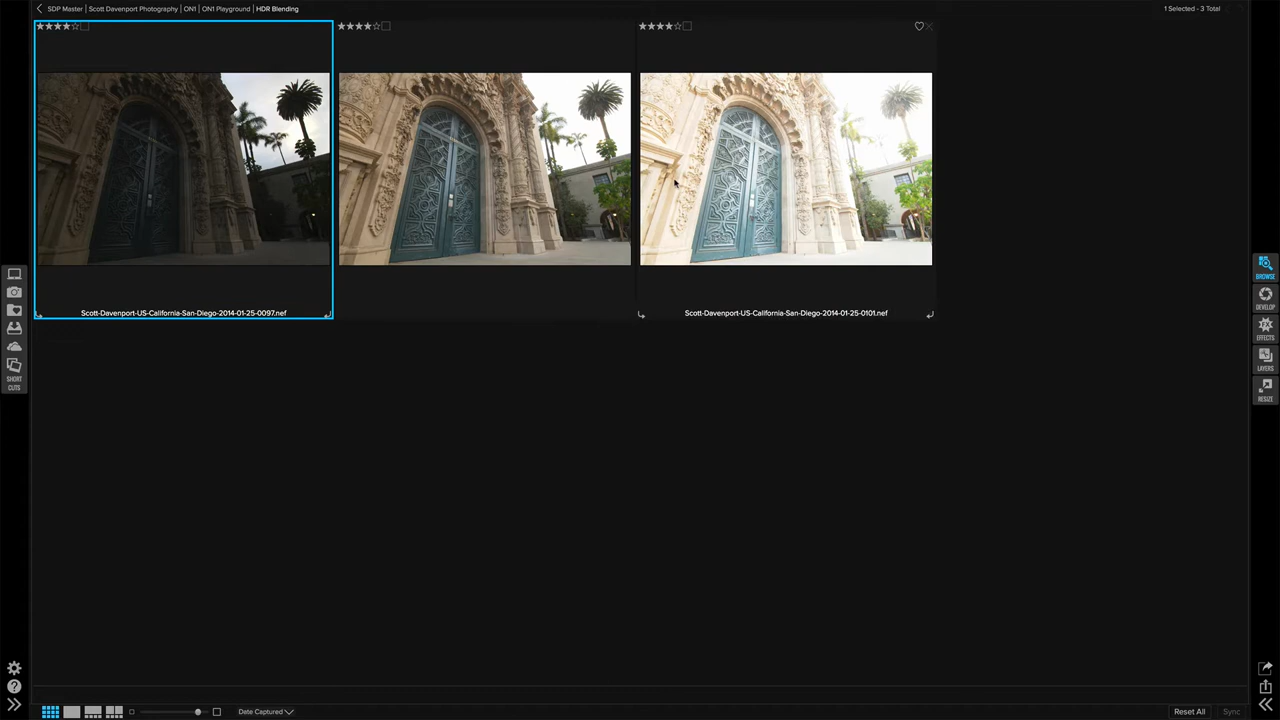 SDP Master | Scott Davenport Photography | ON1 | ON1 Playground | HDR Blending
1 Selected - 3 Total
Scott-Davenport-US-California-San-Diego-2014-01-25-0097.nef
Scott-Davenport-US-California-San-Diego-2014-01-25-0101.nef
SHORT
CUTS
BROWSE
DEVELOP
FX
EFFECTS
LAYERS
RESIZE
Date Captured
Reset All
Sync